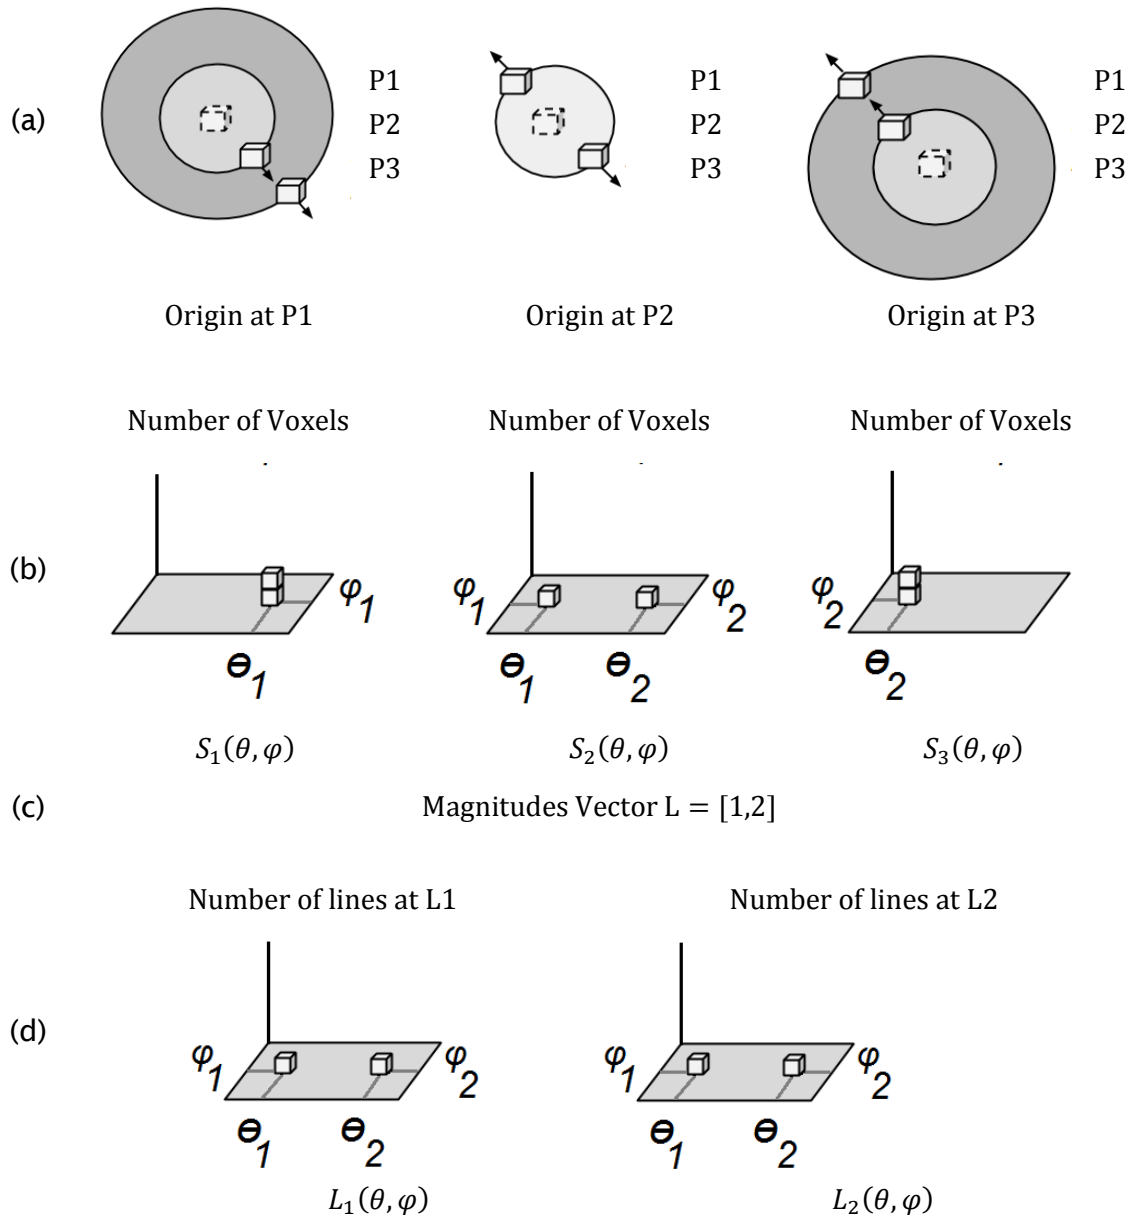 (a)
P1
P2
P3
P1
P2
P3
P1
P2
P3
Origin at P1
Origin at P2
Origin at P3
Number of Voxels
Number of Voxels
Number of Voxels
(b)
φ1
θ1
φ1
φ2
θ1
θ2
φ2
θ2
S₁(θ, φ)
S₂(θ, φ)
S₃(θ, φ)
(c)
Magnitudes Vector L = [1,2]
Number of lines at L1
Number of lines at L2
(d)
φ1
φ2
θ1
θ2
φ1
φ2
θ1
θ2
L₁(θ, φ)
L₂(θ, φ)